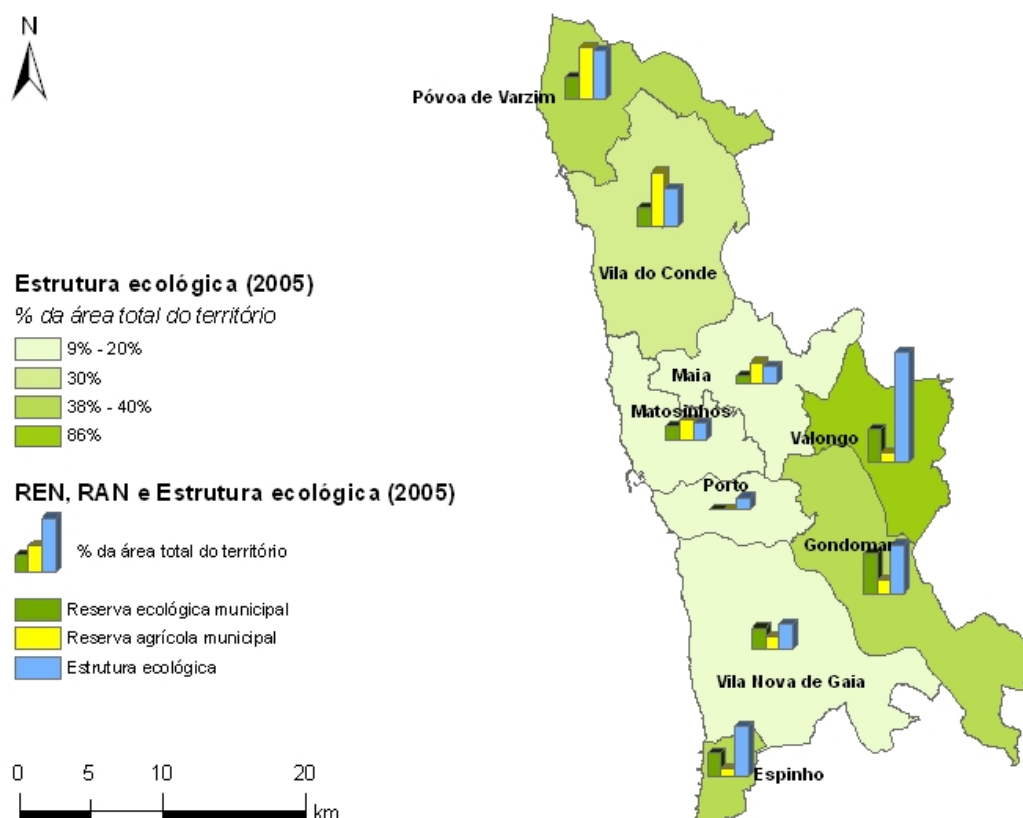 N
Póvoa de Varzim
Vila do Conde
Maia
Matosinhos
Valongo
Porto
Gondomar
Vila Nova de Gaia
Espinho
Estrutura ecológica (2005)
% da área total do território
9% - 20%
30%
38% - 40%
86%
REN, RAN e Estrutura ecológica (2005)
% da área total do território
Reserva ecológica municipal
Reserva agrícola municipal
Estrutura ecológica
0 5 10 20
km